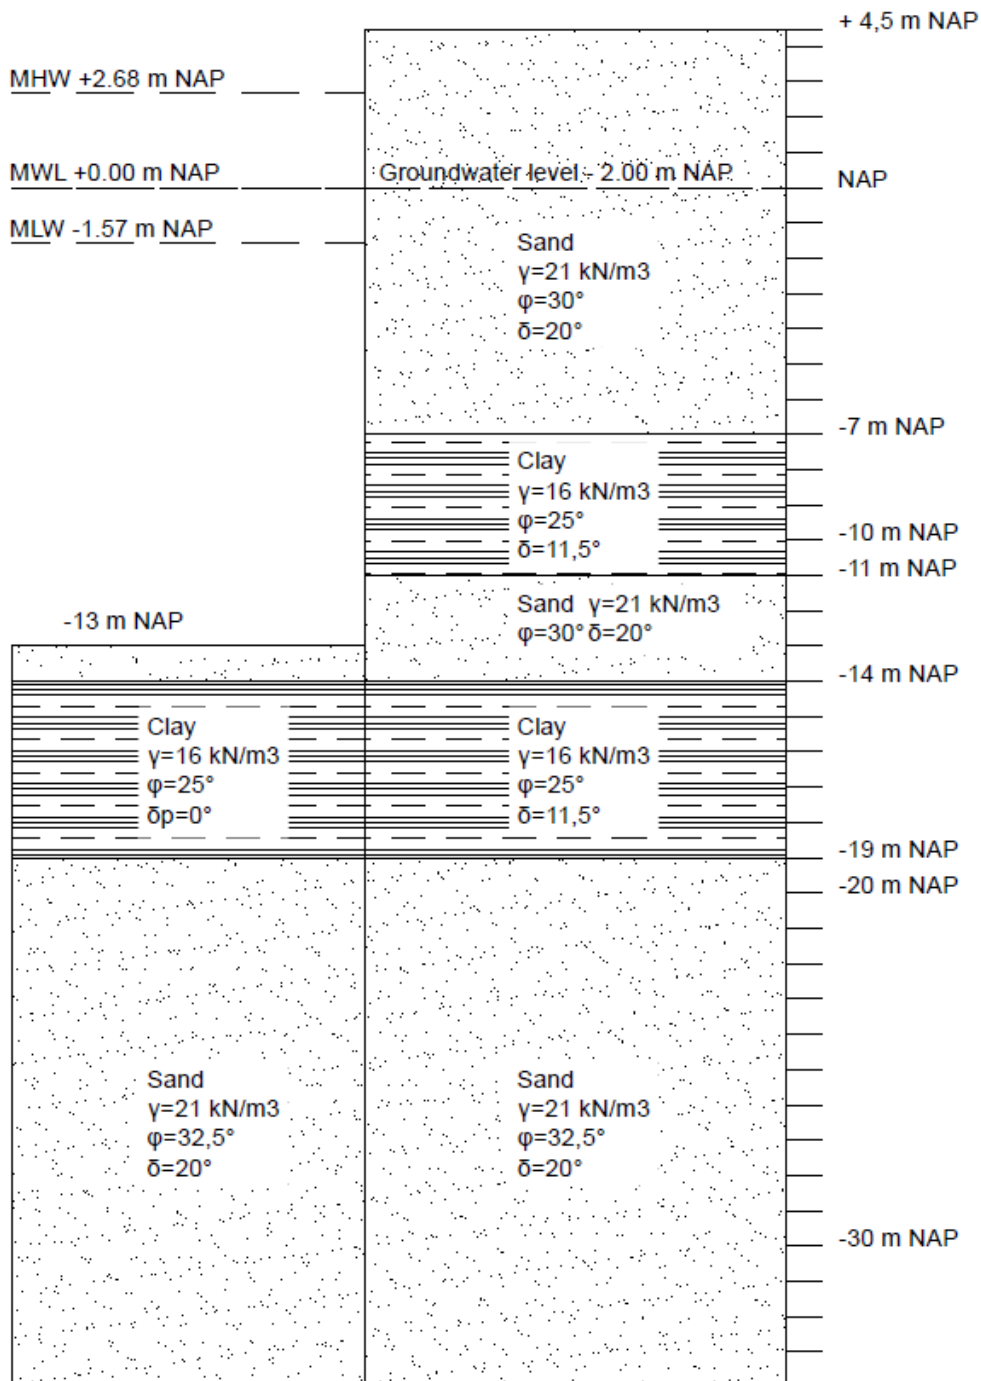 + 4,5 m NAP
MHW +2.68 m NAP
MWL +0.00 m NAP
Groundwater level - 2.00 m NAP
NAP
MLW -1.57 m NAP
Sand
γ=21 kN/m3
φ=30°
δ=20°
-7 m NAP
Clay
γ=16 kN/m3
φ=25°
δ=11,5°
-10 m NAP
-11 m NAP
Sand γ=21 kN/m3
φ=30° δ=20°
-13 m NAP
-14 m NAP
Clay
γ=16 kN/m3
φ=25°
δp=0°
Clay
γ=16 kN/m3
φ=25°
δ=11,5°
-19 m NAP
-20 m NAP
Sand
γ=21 kN/m3
φ=32,5°
δ=20°
Sand
γ=21 kN/m3
φ=32,5°
δ=20°
-30 m NAP